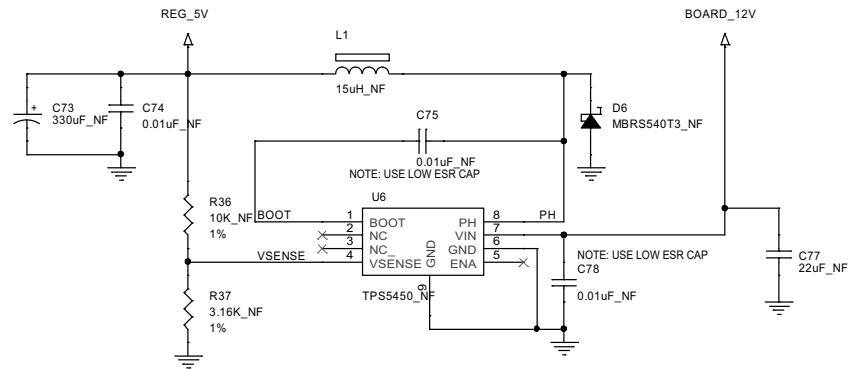 REG_5V
BOARD_12V
L1
15uH_NF
C73
330uF_NF
C74
0.01uF_NF
C75
0.01uF_NF
NOTE: USE LOW ESR CAP
D6
MBRS540T3_NF
U6
R36
10K_NF
1%
BOOT
1
BOOT
PH
8
PH
2
NC
VIN
7
3
NC_
GND
6
VSENSE
4
VSENSE
GND
ENA
5
9
TPS5450_NF
NOTE: USE LOW ESR CAP
C78
0.01uF_NF
C77
22uF_NF
R37
3.16K_NF
1%